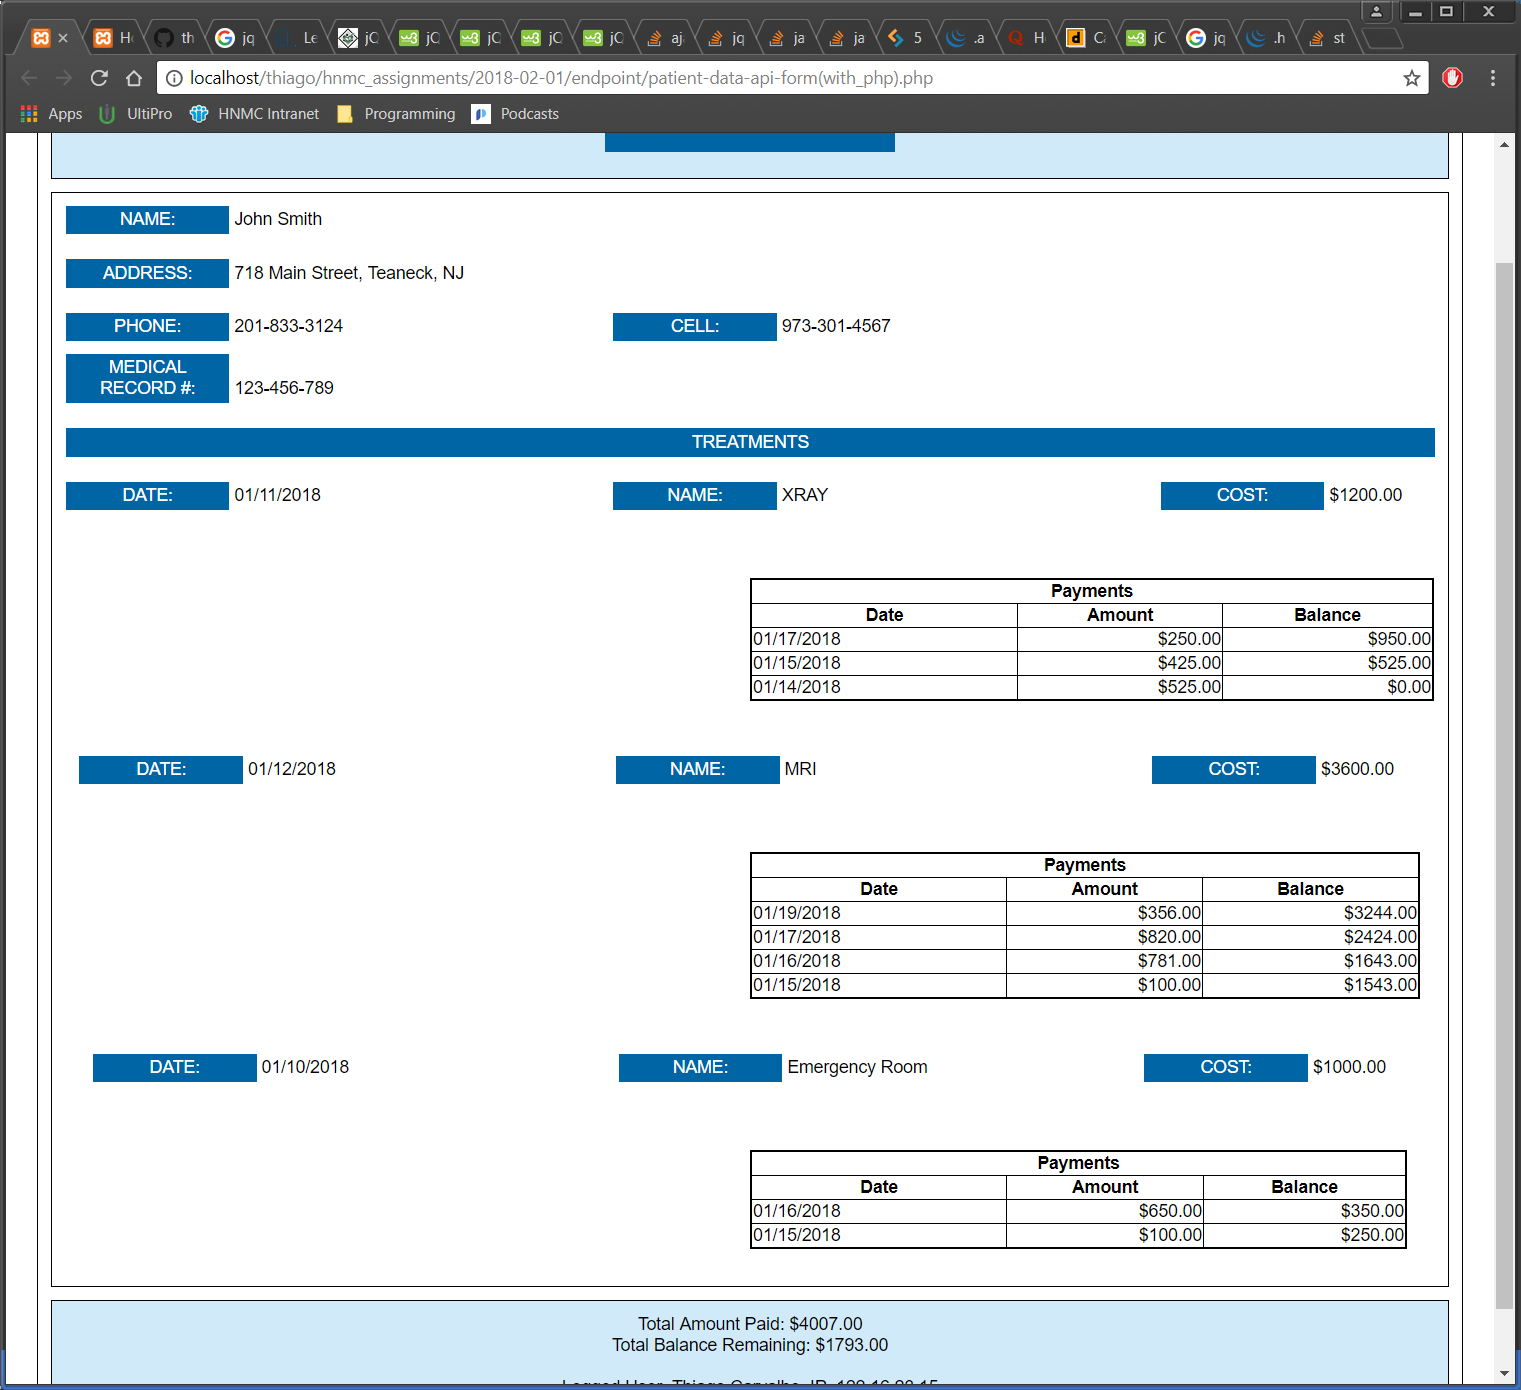 H
th
jq
Le
jC
jC
jC
jC
jC
aj
jq
ja
ja
5
.a
H
C
jC
jq
.h
st
localhost/thiago/hnmc_assignments/2018-02-01/endpoint/patient-data-api-form(with_php).php
Apps UltiPro HNMC Intranet Programming Podcasts
NAME: John Smith
ADDRESS: 718 Main Street, Teaneck, NJ
PHONE: 201-833-3124 CELL: 973-301-4567
MEDICAL
RECORD #: 123-456-789
TREATMENTS
DATE: 01/11/2018 NAME: XRAY COST: $1200.00
Payments
Date Amount Balance
01/17/2018 $250.00 $950.00
01/15/2018 $425.00 $525.00
01/14/2018 $525.00 $0.00
DATE: 01/12/2018 NAME: MRI COST: $3600.00
Payments
Date Amount Balance
01/19/2018 $356.00 $3244.00
01/17/2018 $820.00 $2424.00
01/16/2018 $781.00 $1643.00
01/15/2018 $100.00 $1543.00
DATE: 01/10/2018 NAME: Emergency Room COST: $1000.00
Payments
Date Amount Balance
01/16/2018 $650.00 $350.00
01/15/2018 $100.00 $250.00
Total Amount Paid: $4007.00
Total Balance Remaining: $1793.00